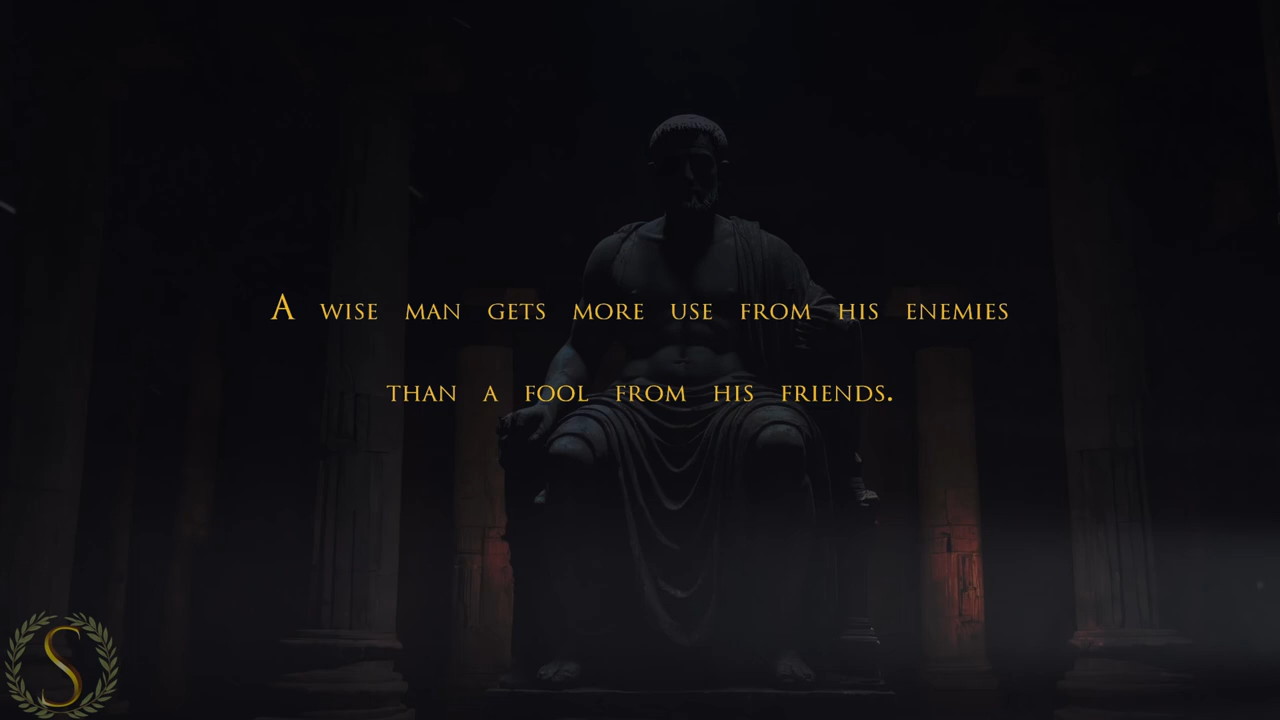 A wise man gets more use from his enemies
than a fool from his friends.
S